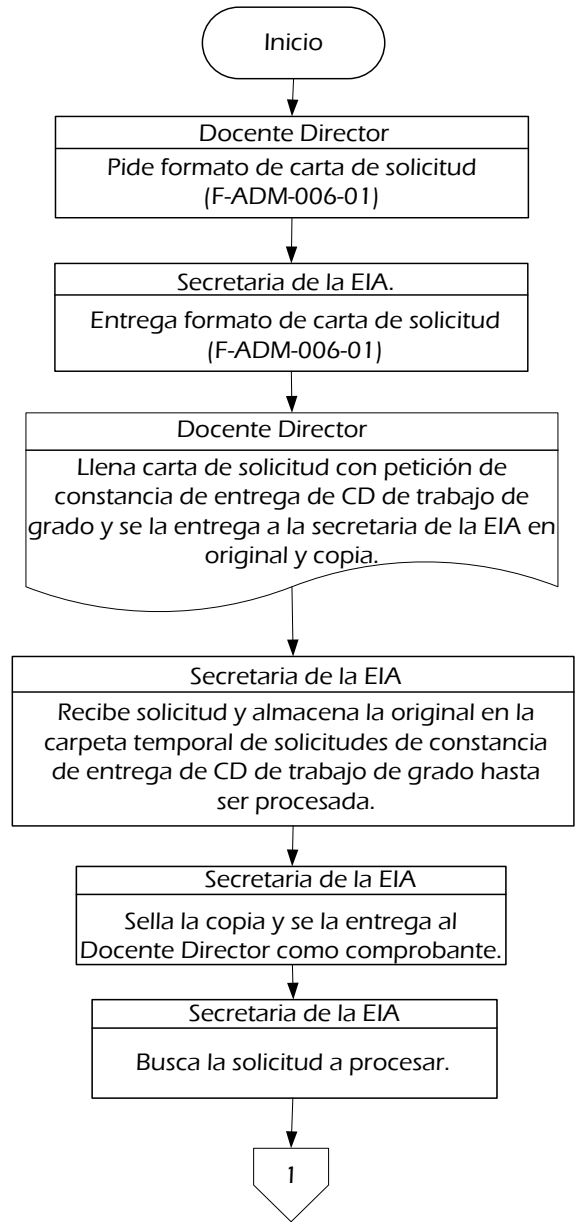 Inicio
Docente Director
Pide formato de carta de solicitud
(F-ADM-006-01)
Secretaria de la EIA.
Entrega formato de carta de solicitud
(F-ADM-006-01)
Docente Director
Llena carta de solicitud con petición de
constancia de entrega de CD de trabajo de
grado y se la entrega a la secretaria de la EIA en
original y copia.
Secretaria de la EIA
Recibe solicitud y almacena la original en la
carpeta temporal de solicitudes de constancia
de entrega de CD de trabajo de grado hasta
ser procesada.
Secretaria de la EIA
Sella la copia y se la entrega al
Docente Director como comprobante.
Secretaria de la EIA
Busca la solicitud a procesar.
1